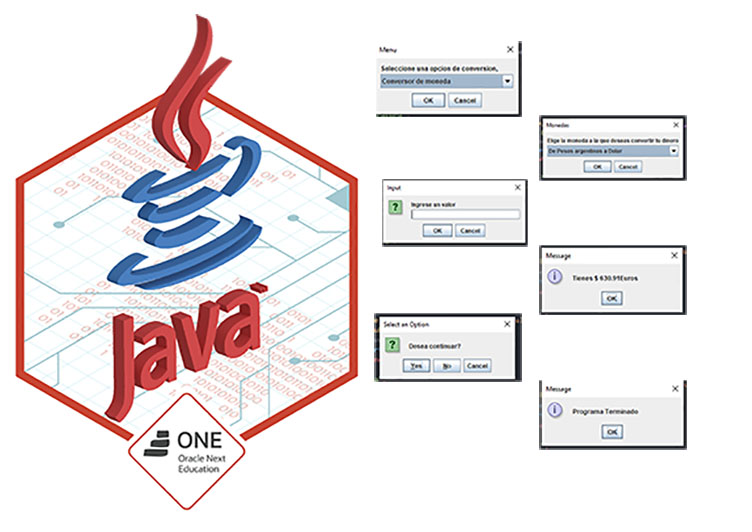 Java
ONE
Oracle Next
Education
Menu
Seleccione una opcion de conversion,
Conversor de moneda
OK Cancel
Monedas
Elige la moneda a la que deseas convertir tu dinero
De Pesos argentinos a Dolar
OK Cancel
Input
Ingrese un valor
OK Cancel
Message
Tienes $ 630.91Euros
OK
Select an Option
Desea continuar?
Yes No Cancel
Message
Programa Terminado
OK